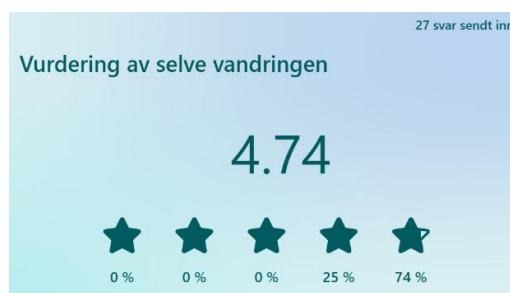 27 svar sendt inn
Vurdering av selve vandringen
4.74
0 % 0 % 0 % 25 % 74 %